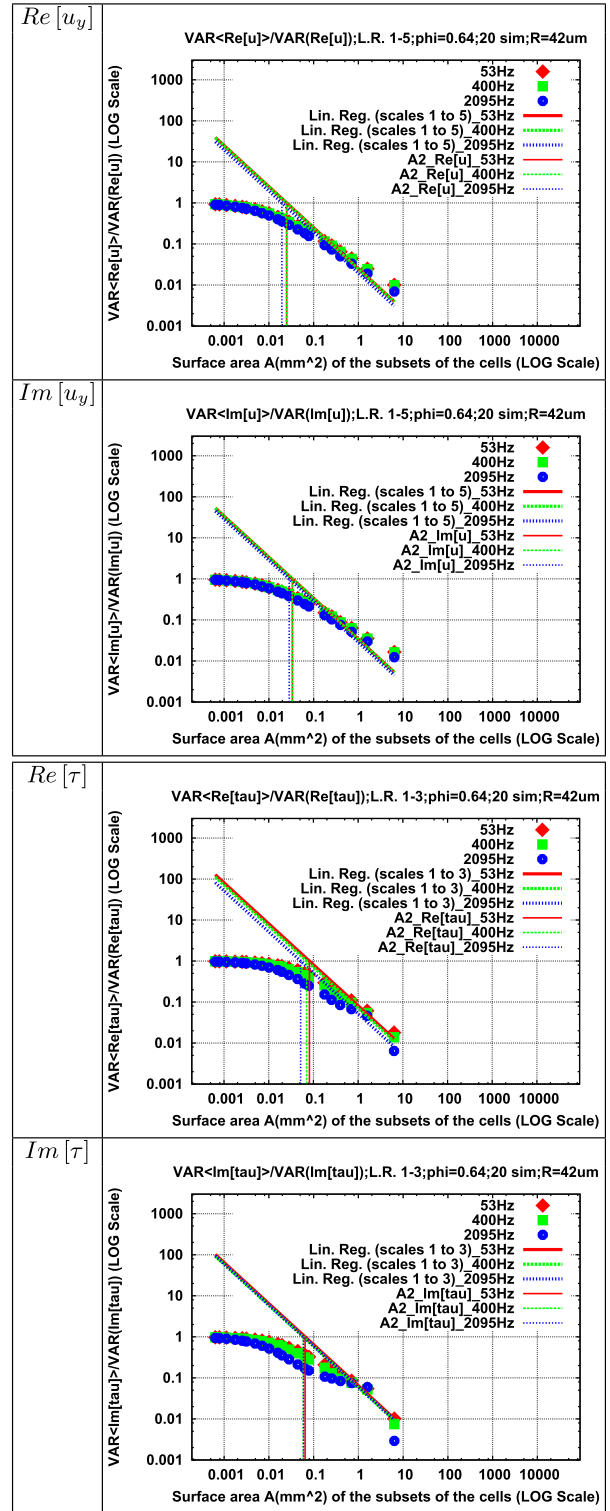 Re [u_y]
VAR<Re[u]>/VAR(Re[u]);L.R. 1-5;phi=0.64;20 sim;R=42um
VAR<Re[u]>/VAR(Re[u]) (LOG Scale)
1000
100
10
1
0.1
0.01
0.001
53Hz
400Hz
2095Hz
Lin. Reg. (scales 1 to 5)_53Hz
Lin. Reg. (scales 1 to 5)_400Hz
Lin. Reg. (scales 1 to 5)_2095Hz
A2_Re[u]_53Hz
A2_Re[u]_400Hz
A2_Re[u]_2095Hz
0.001 0.01 0.1 1 10 100 1000 10000
Surface area A(mm^2) of the subsets of the cells (LOG Scale)
Im [u_y]
VAR<Im[u]>/VAR(Im[u]);L.R. 1-5;phi=0.64;20 sim;R=42um
VAR<Im[u]>/VAR(Im[u]) (LOG Scale)
1000
100
10
1
0.1
0.01
0.001
53Hz
400Hz
2095Hz
Lin. Reg. (scales 1 to 5)_53Hz
Lin. Reg. (scales 1 to 5)_400Hz
Lin. Reg. (scales 1 to 5)_2095Hz
A2_Im[u]_53Hz
A2_Im[u]_400Hz
A2_Im[u]_2095Hz
0.001 0.01 0.1 1 10 100 1000 10000
Surface area A(mm^2) of the subsets of the cells (LOG Scale)
Re [τ]
VAR<Re[tau]>/VAR(Re[tau]);L.R. 1-3;phi=0.64;20 sim;R=42um
VAR<Re[tau]>/VAR(Re[tau]) (LOG Scale)
1000
100
10
1
0.1
0.01
0.001
53Hz
400Hz
2095Hz
Lin. Reg. (scales 1 to 3)_53Hz
Lin. Reg. (scales 1 to 3)_400Hz
Lin. Reg. (scales 1 to 3)_2095Hz
A2_Re[tau]_53Hz
A2_Re[tau]_400Hz
A2_Re[tau]_2095Hz
0.001 0.01 0.1 1 10 100 1000 10000
Surface area A(mm^2) of the subsets of the cells (LOG Scale)
Im [τ]
VAR<Im[tau]>/VAR(Im[tau]);L.R. 1-3;phi=0.64;20 sim;R=42um
VAR<Im[tau]>/VAR(Im[tau]) (LOG Scale)
1000
100
10
1
0.1
0.01
0.001
53Hz
400Hz
2095Hz
Lin. Reg. (scales 1 to 3)_53Hz
Lin. Reg. (scales 1 to 3)_400Hz
Lin. Reg. (scales 1 to 3)_2095Hz
A2_Im[tau]_53Hz
A2_Im[tau]_400Hz
A2_Im[tau]_2095Hz
0.001 0.01 0.1 1 10 100 1000 10000
Surface area A(mm^2) of the subsets of the cells (LOG Scale)